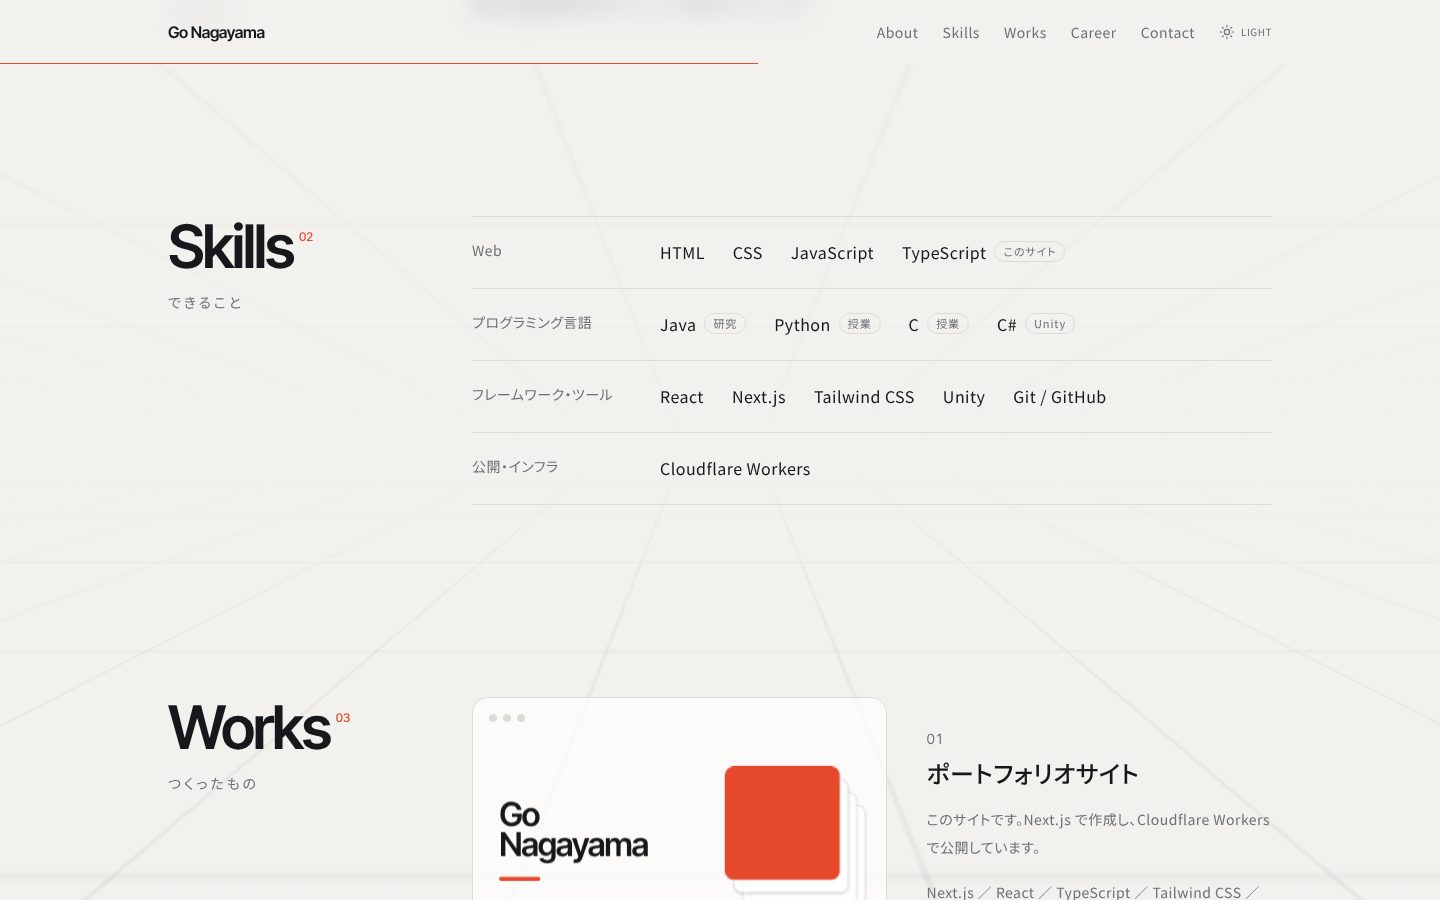 Go Nagayama
About Skills Works Career Contact LIGHT
Skills 02
できること
Web HTML CSS JavaScript TypeScript このサイト
プログラミング言語 Java 研究 Python 授業 C 授業 C# Unity
フレームワーク・ツール React Next.js Tailwind CSS Unity Git / GitHub
公開・インフラ Cloudflare Workers
Works 03
つくったもの
Go
Nagayama
01
ポートフォリオサイト
このサイトです。Next.js で作成し、Cloudflare Workers
で公開しています。
Next.js ／ React ／ TypeScript ／ Tailwind CSS ／